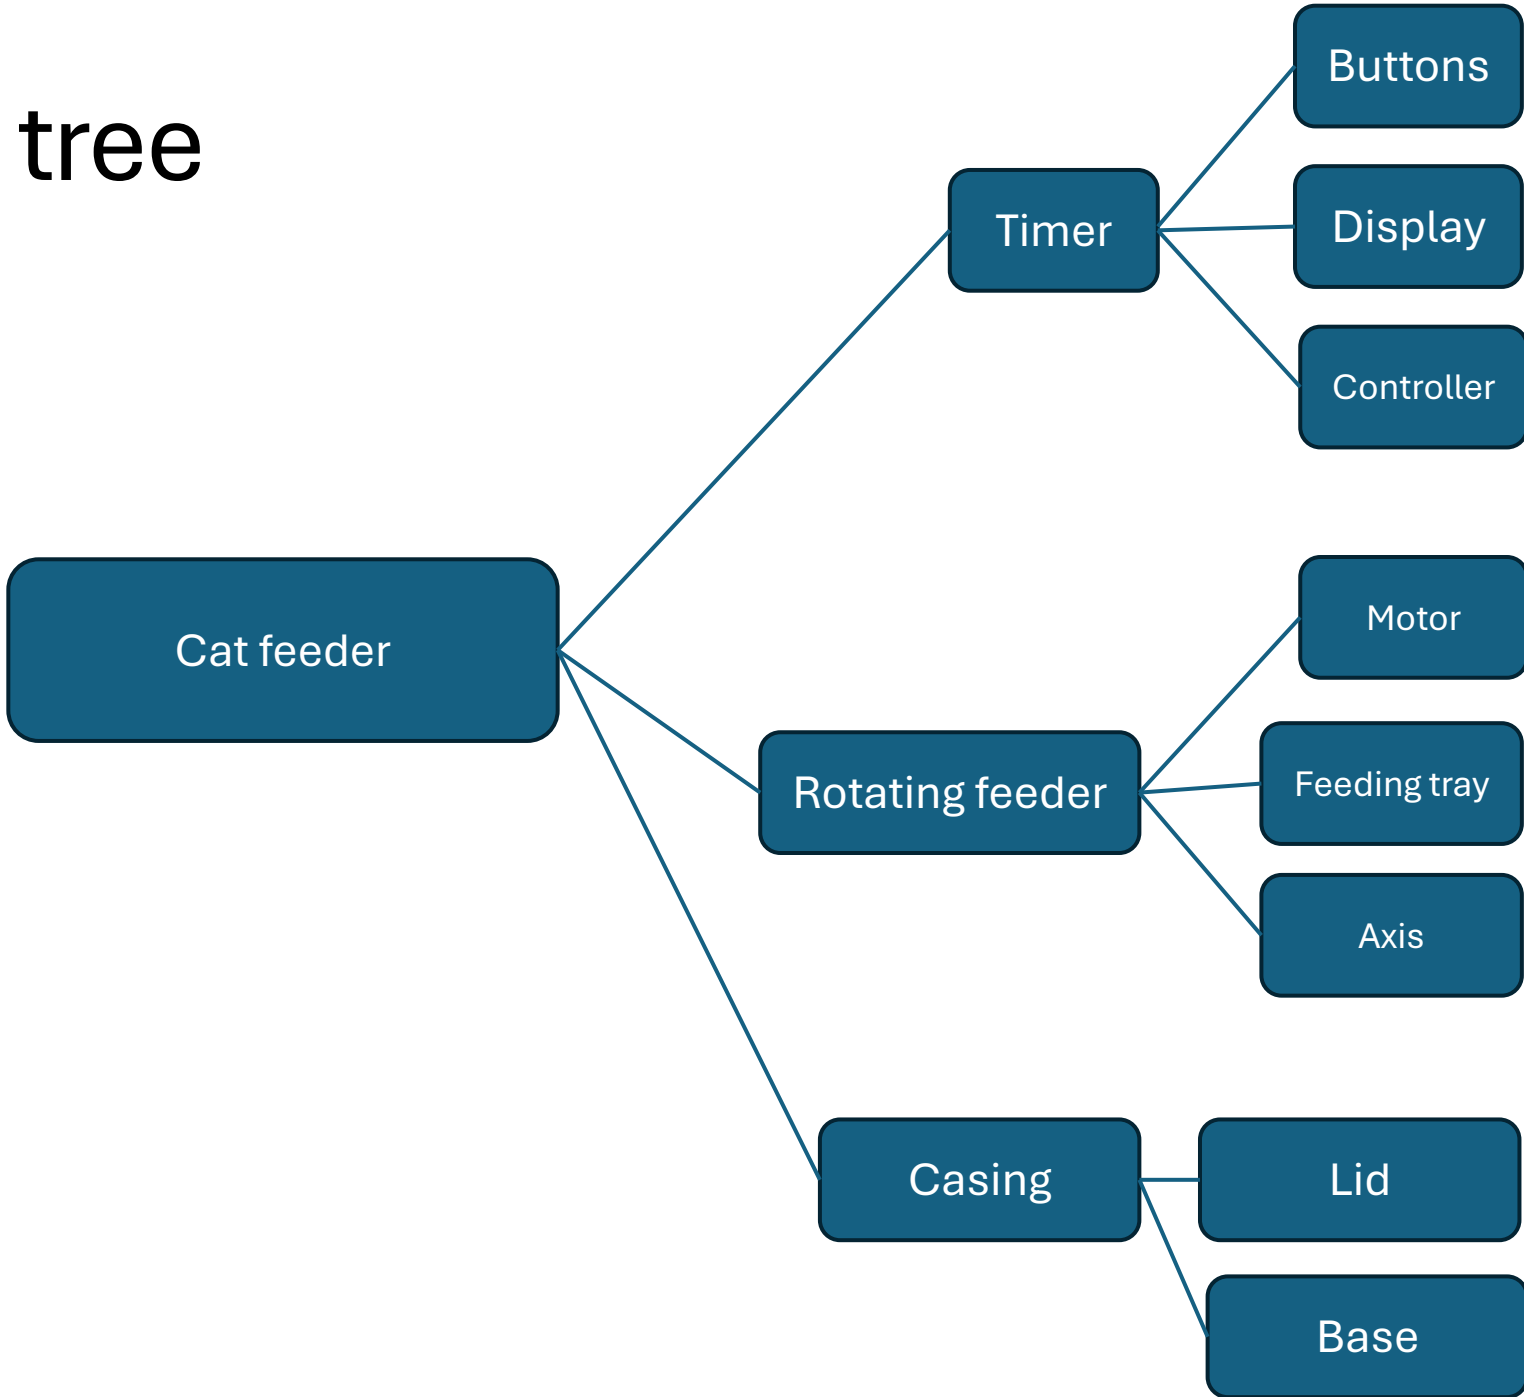 tree
Cat feeder
Timer
Buttons
Display
Controller
Rotating feeder
Motor
Feeding tray
Axis
Casing
Lid
Base